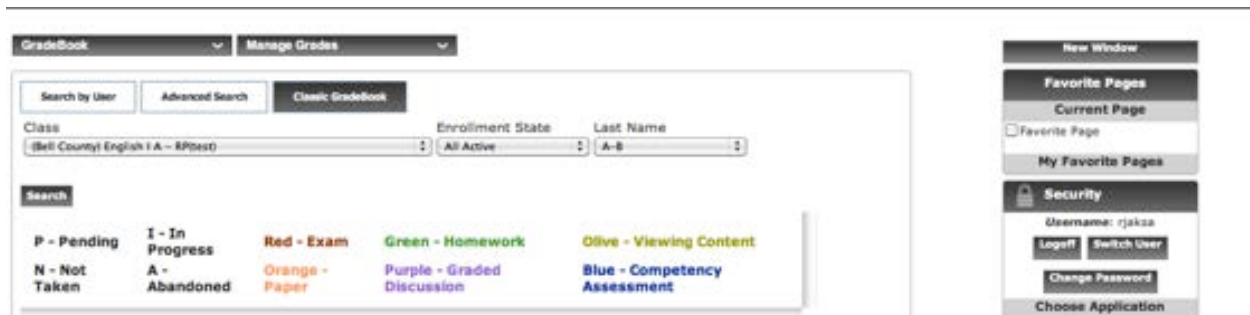 GradeBook
Manage Grades
New Window
Search by User
Advanced Search
Classic GradeBook
Favorite Pages
Current Page
Favorite Page
My Favorite Pages
Class
Enrollment State
Last Name
(Bell County) English I A – RP(test)
All Active
A-B
Search
Security
Username: rjaksa
Logoff
Switch User
Change Password
Choose Application
P - Pending
I - In
Progress
Red - Exam
Green - Homework
Olive - Viewing Content
N - Not
Taken
A -
Abandoned
Orange -
Paper
Purple - Graded
Discussion
Blue - Competency
Assessment